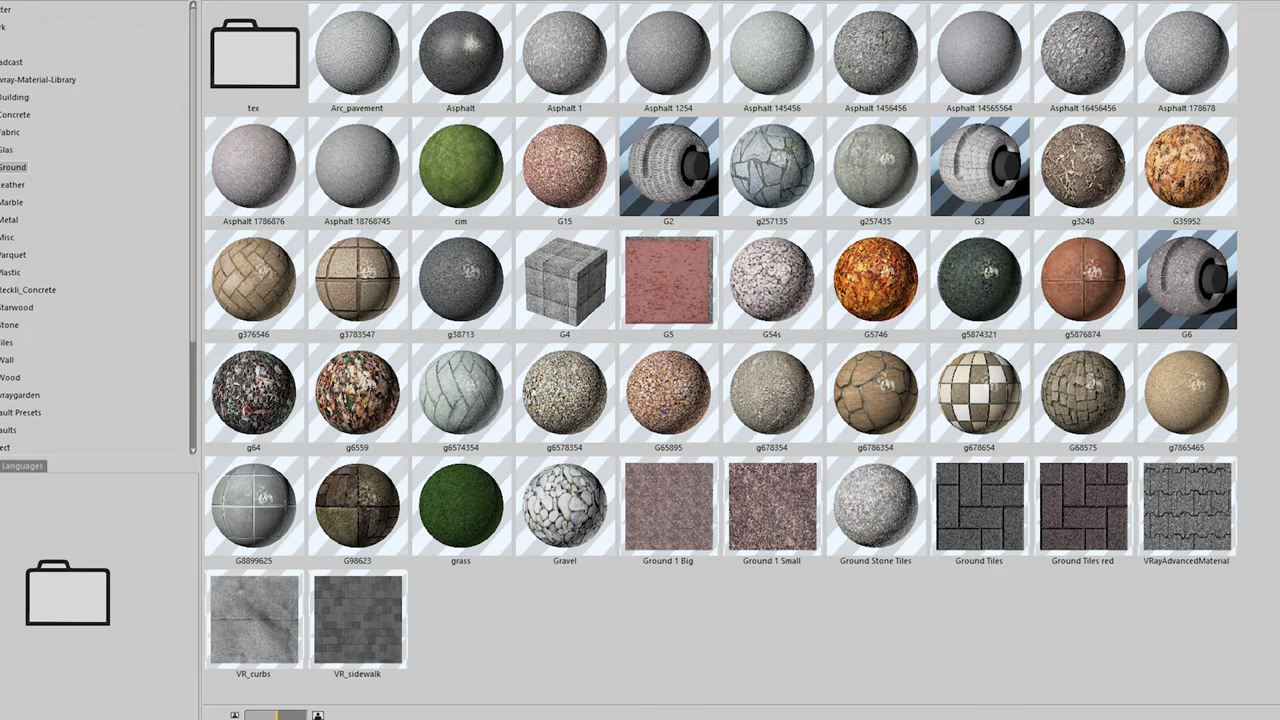 ter
rk
adcast
vray-Material-Library
Building
Concrete
Fabric
Glas
Ground
Leather
Marble
Metal
Misc
Parquet
Plastic
Reckli_Concrete
Starwood
Stone
Tiles
Wall
Wood
vraygarden
ault Presets
aults
ect
Languages
tex Arc_pavement Asphalt Asphalt 1 Asphalt 1254 Asphalt 145456 Asphalt 1456456 Asphalt 14565564 Asphalt 16456456 Asphalt 178678
Asphalt 1786876 Asphalt 18768745 cim G15 G2 g257135 g257435 G3 g3248 G35952
g376546 g3783547 g38713 G4 G5 G54s G5746 g5874321 g5876874 G6
g64 g6559 g6574354 g6578354 G65895 g678354 g6786354 g678654 G68575 g7865465
G8899625 G98623 grass Gravel Ground 1 Big Ground 1 Small Ground Stone Tiles Ground Tiles Ground Tiles red VRayAdvancedMaterial
VR_curbs VR_sidewalk